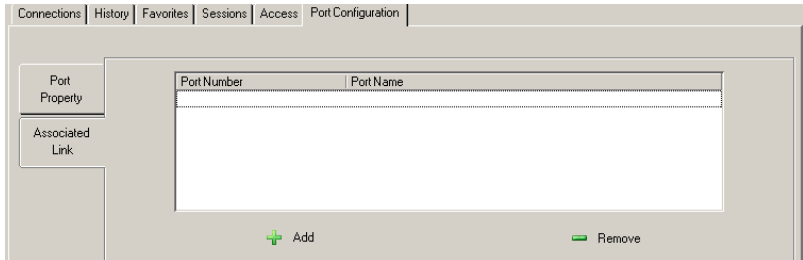 Connections History Favorites Sessions Access Port Configuration
Port
Property
Port Number Port Name
Associated
Link
Add Remove